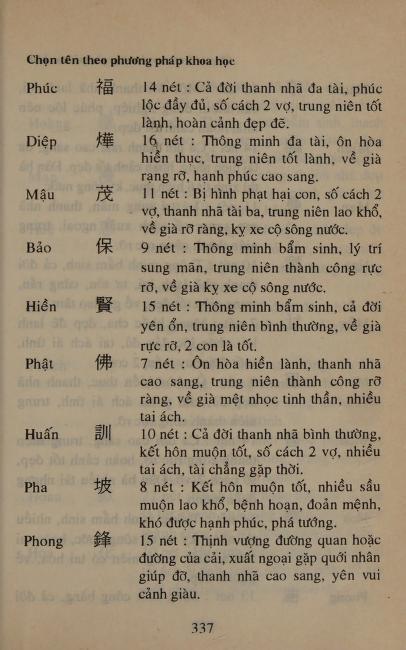 Chọn tên theo phương pháp khoa học
Phúc 福 14 nét : Cả đời thanh nhã đa tài, phúc
lộc đầy đủ, số cách 2 vợ, trung niên tốt
lành, hoàn cảnh đẹp đẽ.
Diệp 燁 16 nét : Thông minh đa tài, ôn hòa
hiền thục, trung niên tốt lành, về già
rạng rỡ, hạnh phúc cao sang.
Mậu 茂 11 nét : Bị hình phạt hại con, số cách 2
vợ, thanh nhã tài ba, trung niên lao khổ,
về già rỡ ràng, kỵ xe cộ sông nước.
Bảo 保 9 nét : Thông minh bẩm sinh, lý trí
sung mãn, trung niên thành công rực
rỡ, về già kỵ xe cộ sông nước.
Hiền 賢 15 nét : Thông minh bẩm sinh, cả đời
yên ổn, trung niên bình thường, về già
rực rỡ, 2 con là tốt.
Phật 佛 7 nét : Ôn hòa hiền lành, thanh nhã
cao sang, trung niên thành công rỡ
ràng, về già mệt nhọc tinh thần, nhiều
tai ách.
Huấn 訓 10 nét : Cả đời thanh nhã bình thường,
kết hôn muộn tốt, số cách 2 vợ, nhiều
tai ách, tài chẳng gặp thời.
Pha 坡 8 nét : Kết hôn muộn tốt, nhiều sầu
muộn lao khổ, bệnh hoạn, đoản mệnh,
khó được hạnh phúc, phá tướng.
Phong 鋒 15 nét : Thịnh vượng đường quan hoặc
đường của cải, xuất ngoại gặp quới nhân
giúp đỡ, thanh nhã cao sang, yên vui
cảnh giàu.
337